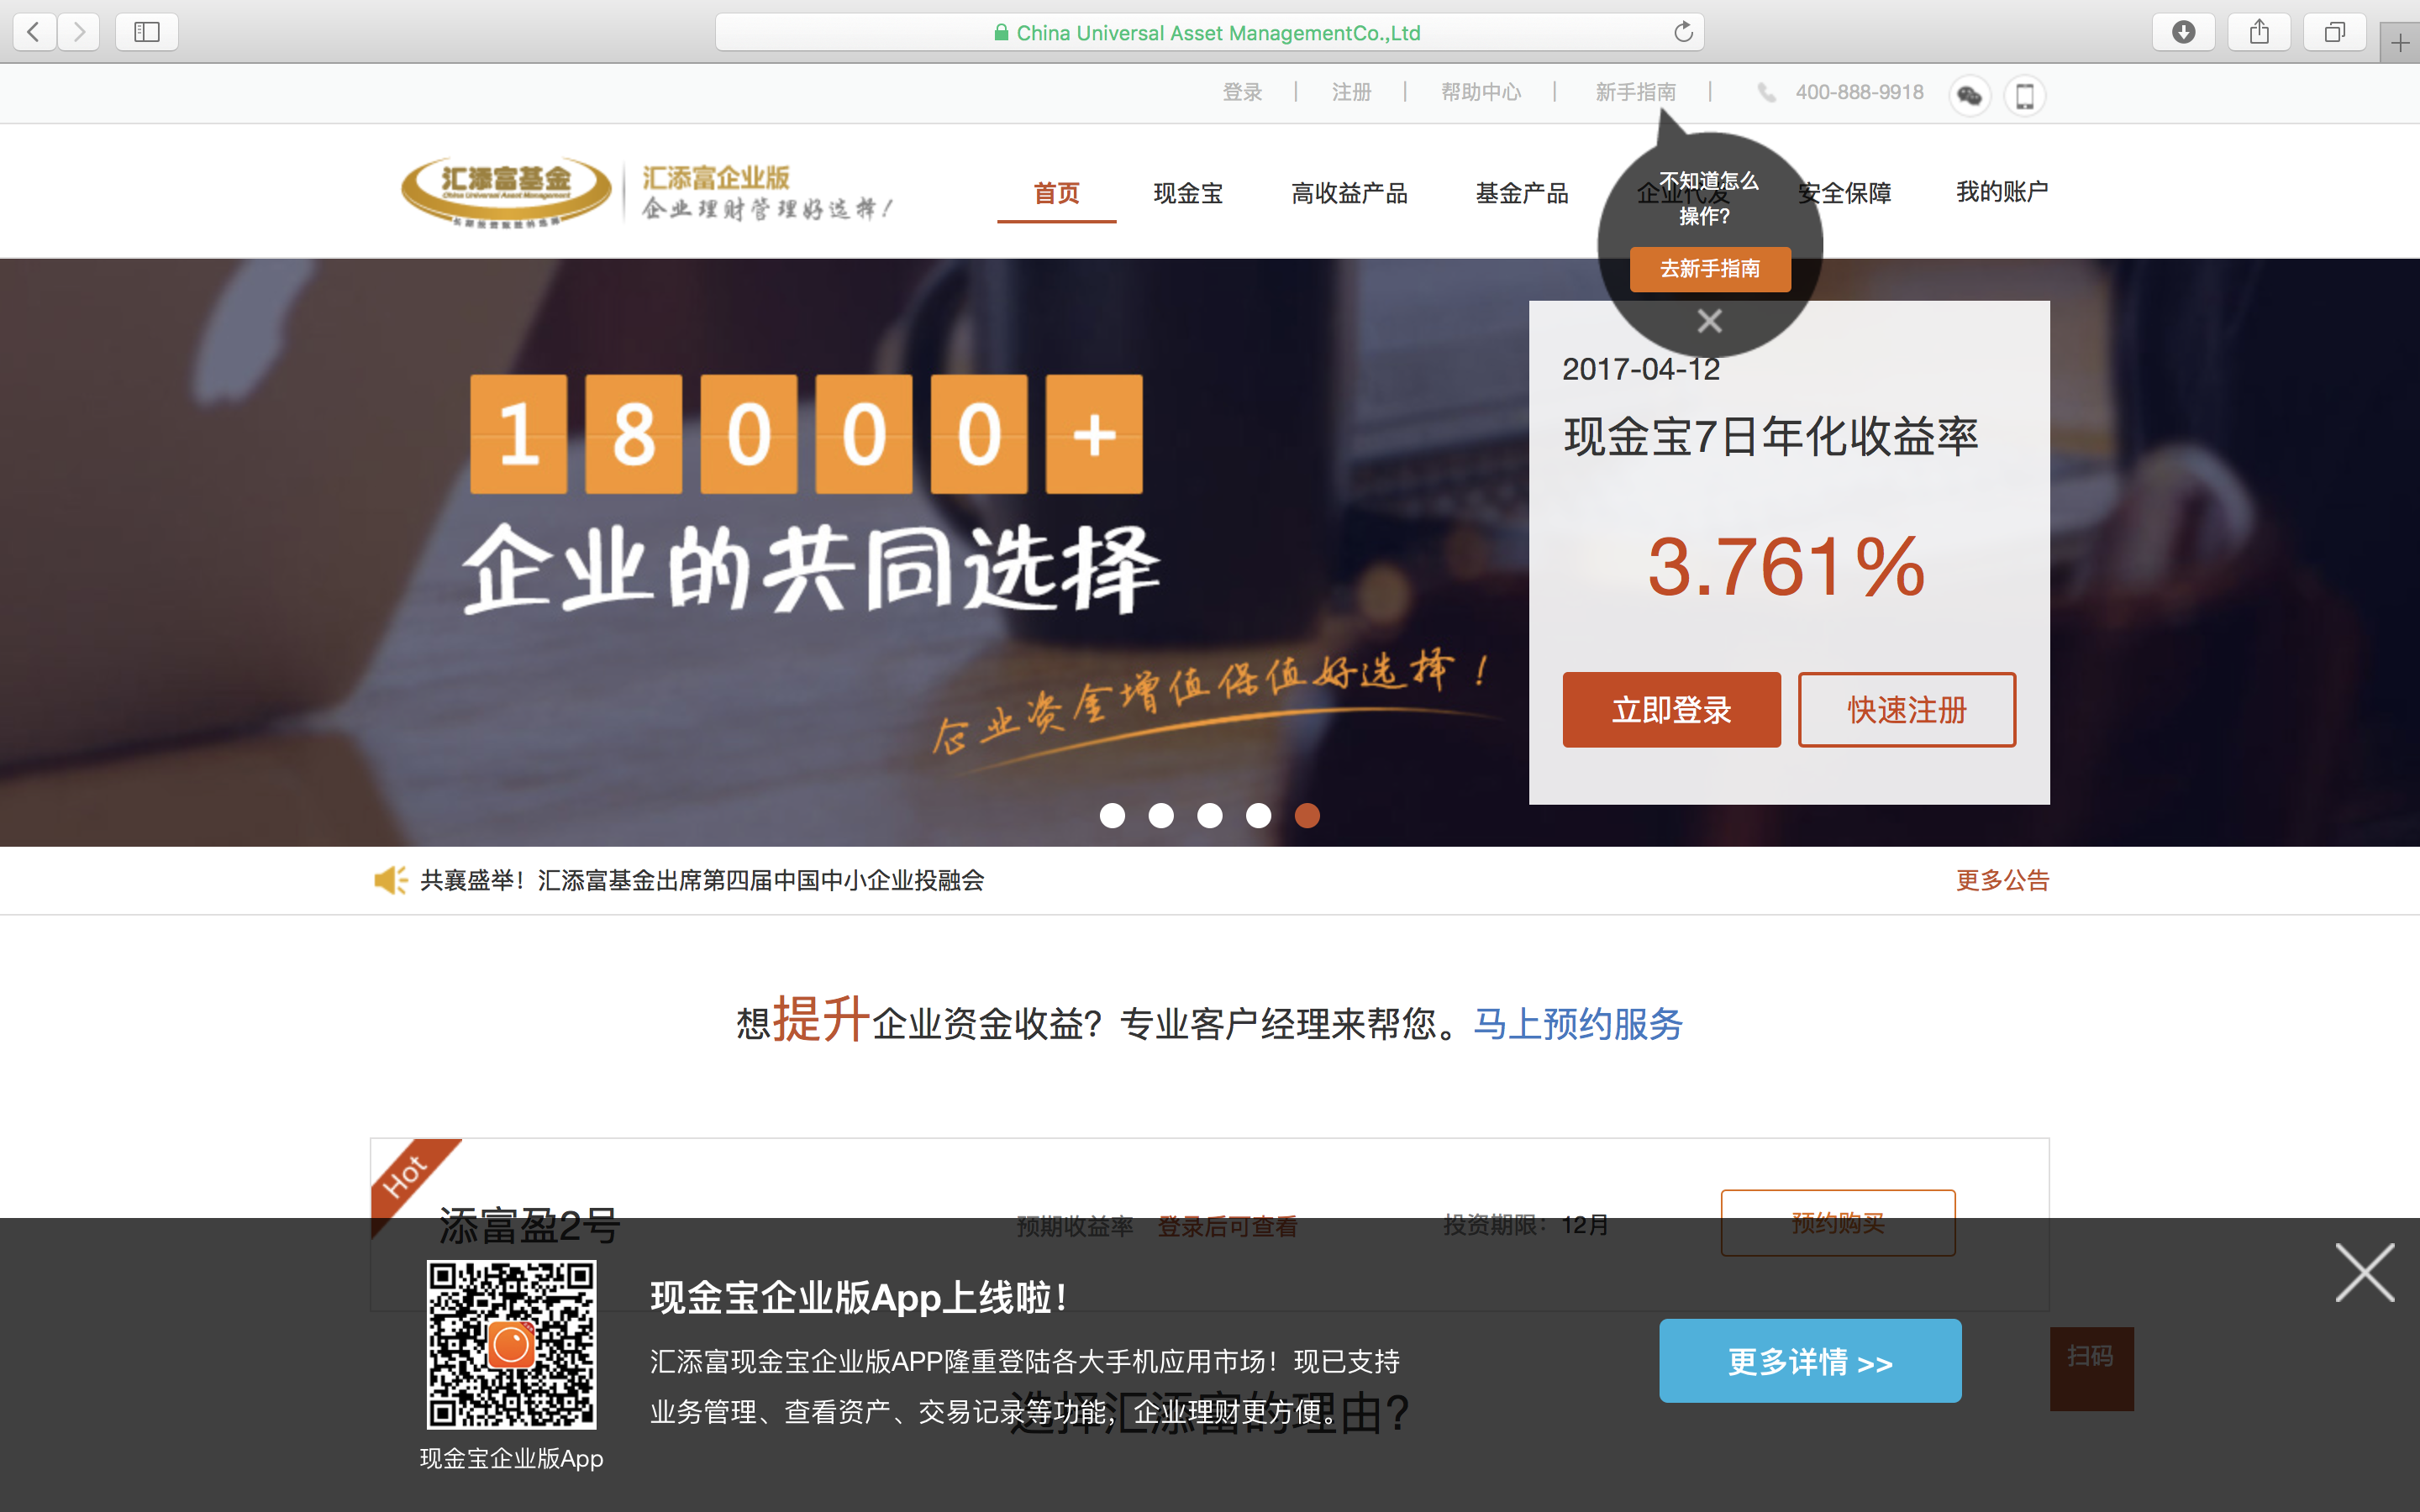 China Universal Asset ManagementCo.,Ltd
登录 | 注册 | 帮助中心 | 新手指南 | 400-888-9918
汇添富基金
China Universal Asset Management
汇添富企业版
企业理财管理好选择！
首页 现金宝 高收益产品 基金产品 企业代发 安全保障 我的账户
不知道怎么
操作?
去新手指南
18000+
企业的共同选择
企业资金增值保值好选择！
2017-04-12
现金宝7日年化收益率
3.761%
立即登录 快速注册
共襄盛举！汇添富基金出席第四届中国中小企业投融会 更多公告
想提升企业资金收益？专业客户经理来帮您。马上预约服务
Hot
添富盈2号 预期收益率 登录后可查看 投资期限：12月 预约购买
现金宝企业版App上线啦！
汇添富现金宝企业版APP隆重登陆各大手机应用市场！现已支持
业务管理、查看资产、交易记录等功能，企业理财更方便。
更多详情 >>
扫码
选择汇添富的理由?
现金宝企业版App